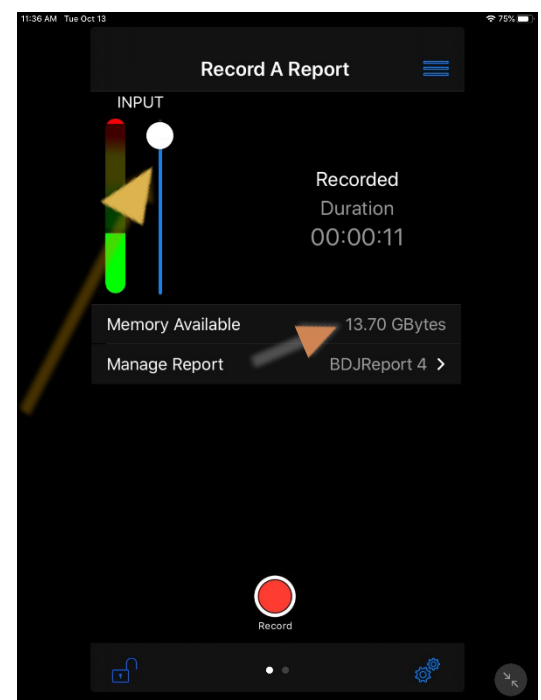 11:36 AM Tue Oct 13 75%
Record A Report
INPUT
Recorded
Duration
00:00:11
Memory Available 13.70 GBytes
Manage Report BDJReport 4
Record